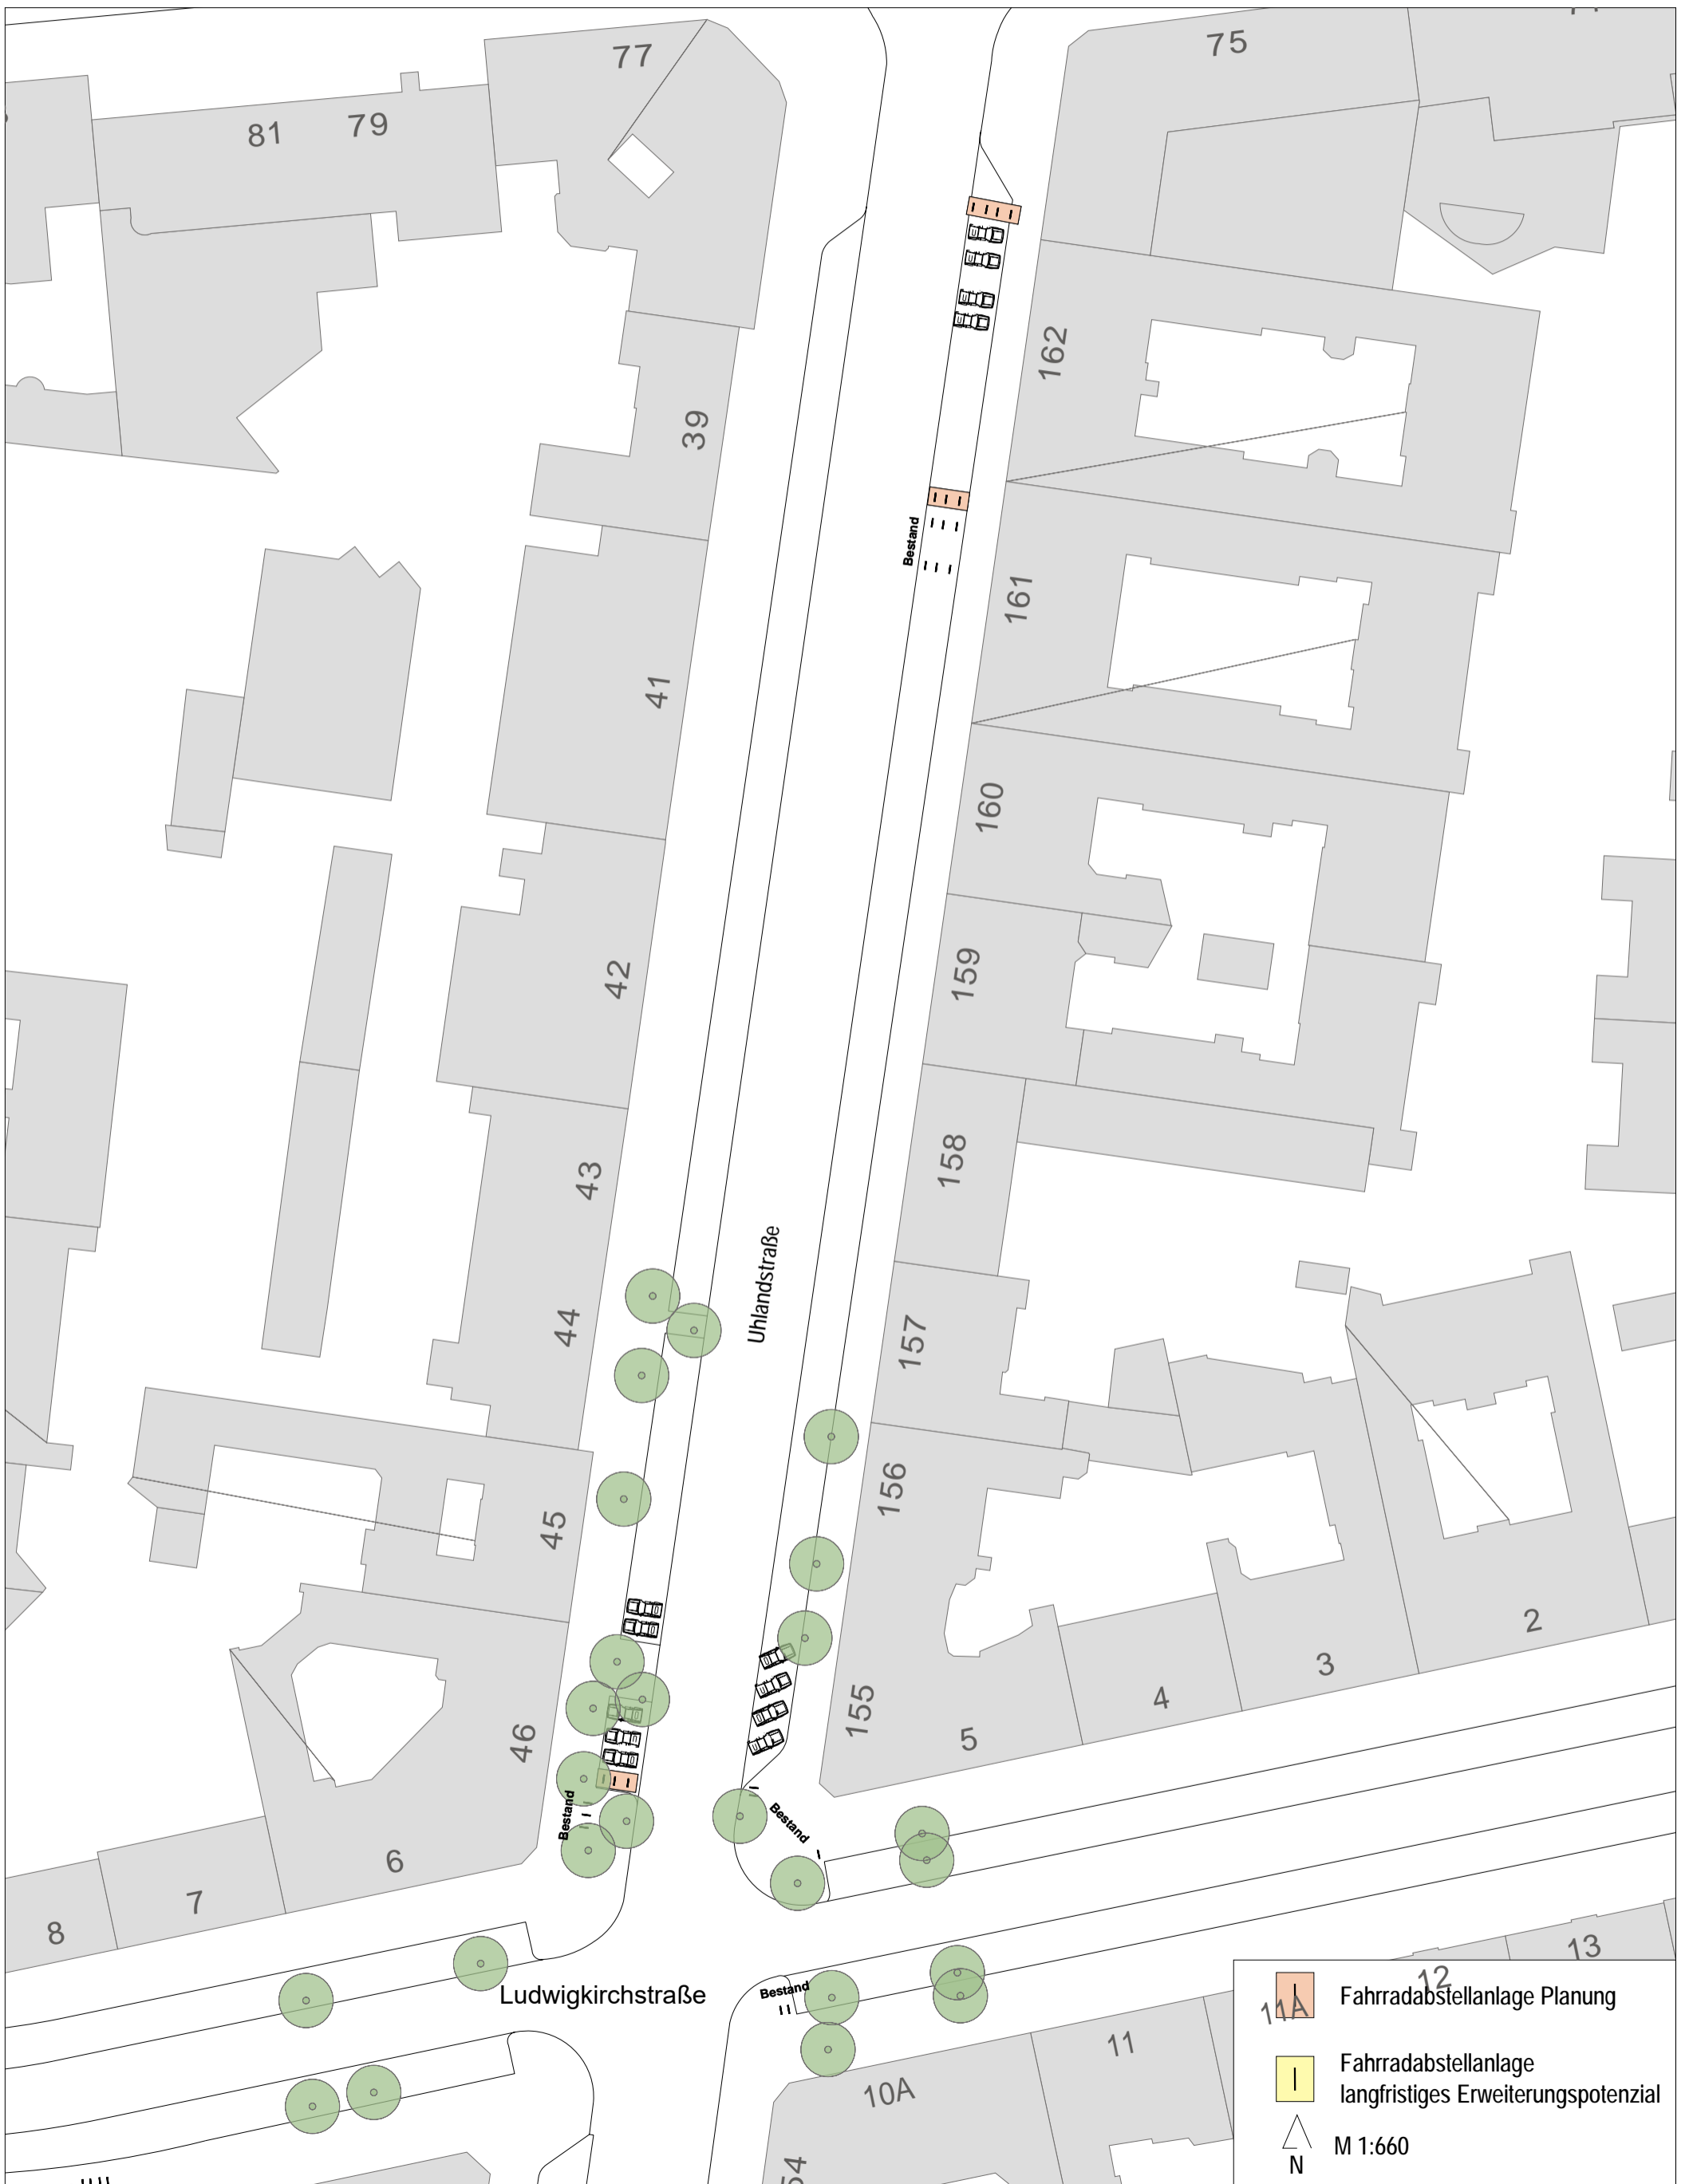 77
75
81
79
162
39
Bestand
161
41
160
42
159
158
43
Uhlandstraße
44
157
156
45
155
2
3
4
5
46
Bestand
Bestand
6
7
8
13
12
Ludwigkirchstraße
Bestand
11A
11
10A
Fahrradabstellanlage Planung
Fahrradabstellanlage
langfristiges Erweiterungspotenzial
M 1:660
N